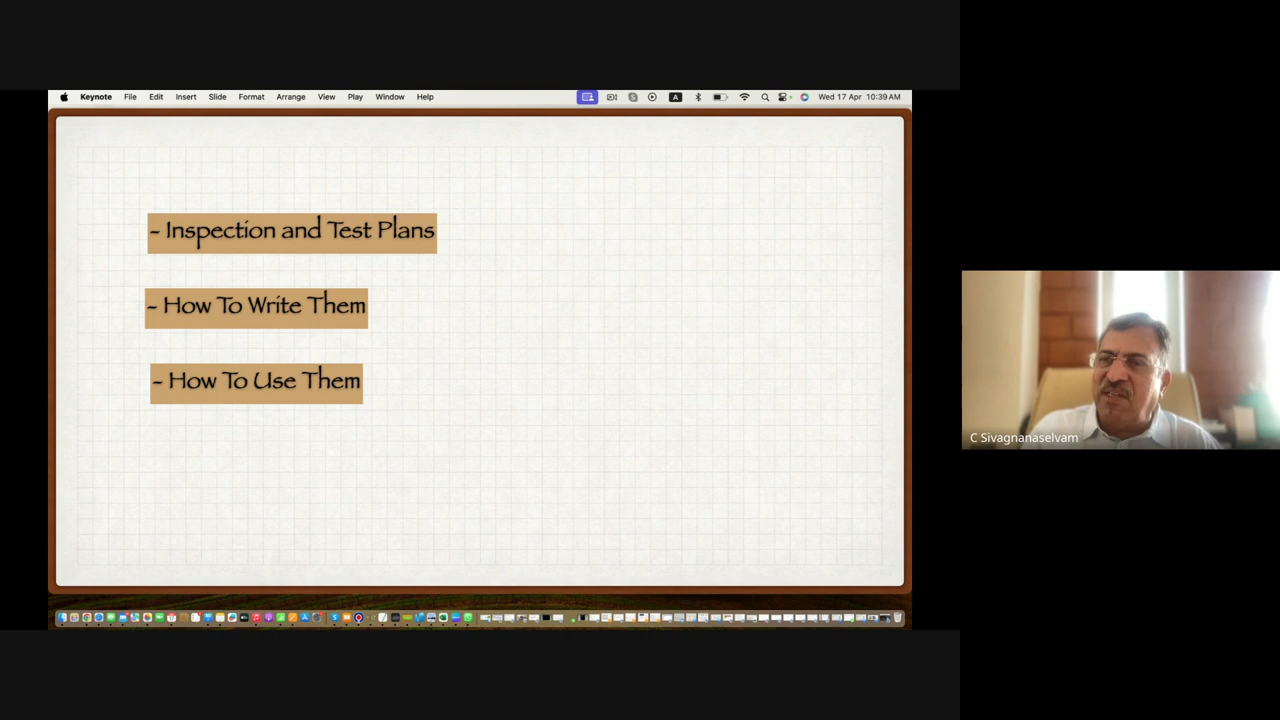 Keynote File Edit Insert Slide Format Arrange View Play Window Help A Wed 17 Apr 10:39 AM
- Inspection and Test Plans
- How To Write Them
- How To Use Them
C Sivagnanaselvam